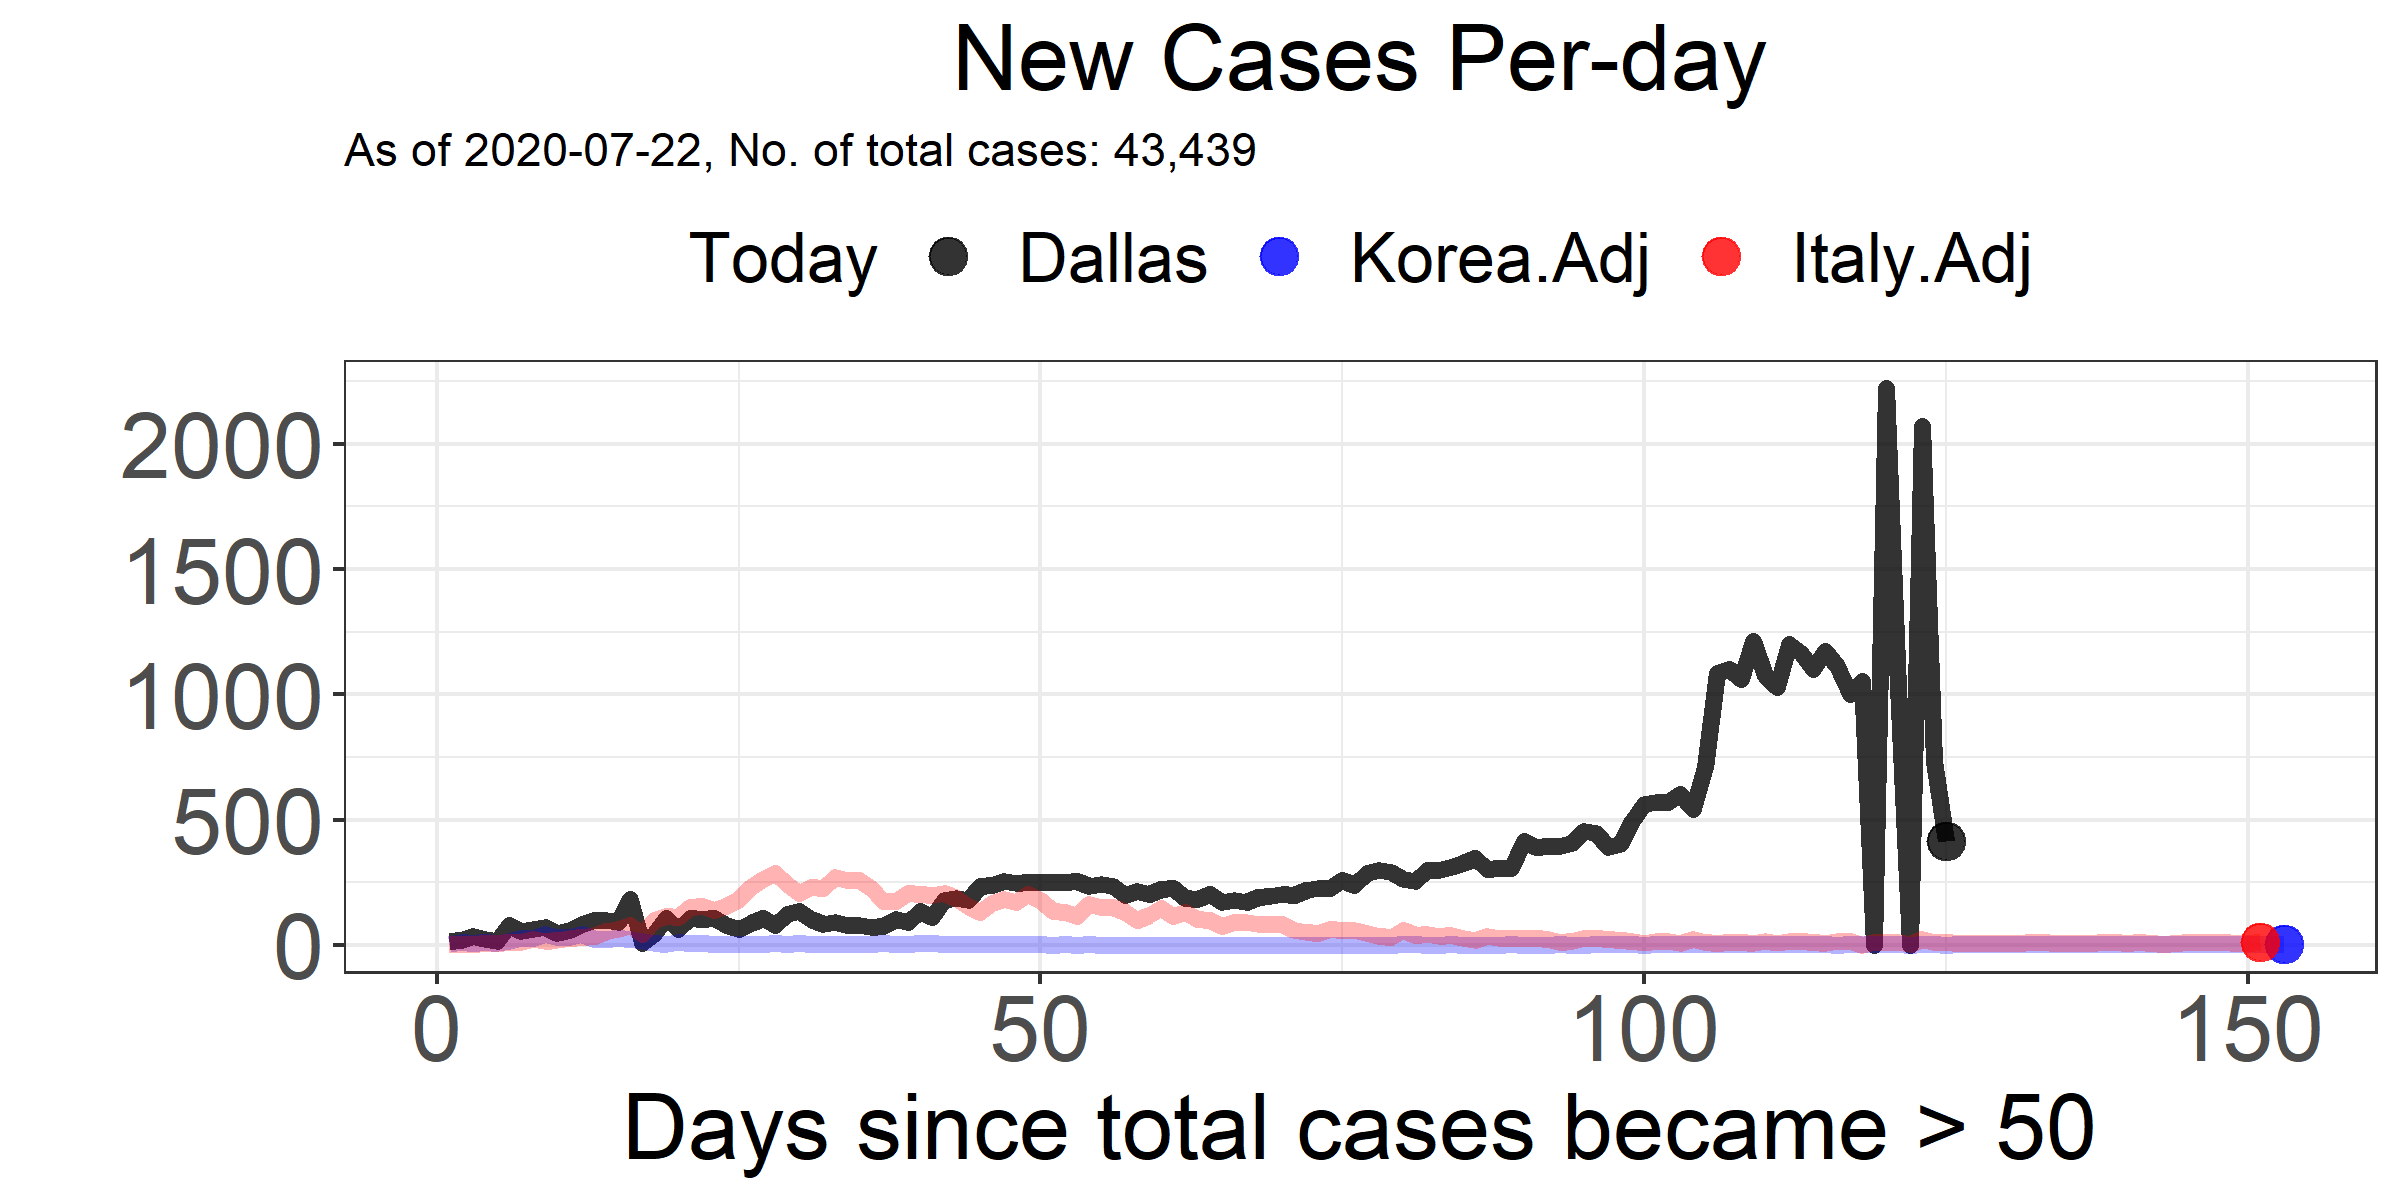 New Cases Per-day
As of 2020-07-22, No. of total cases: 43,439
Today Dallas Korea.Adj Italy.Adj
2000
1500
1000
500
0
0 50 100 150
Days since total cases became > 50